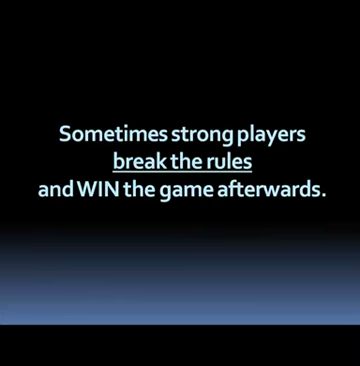 Sometimes strong players
break the rules
and WIN the game afterwards.